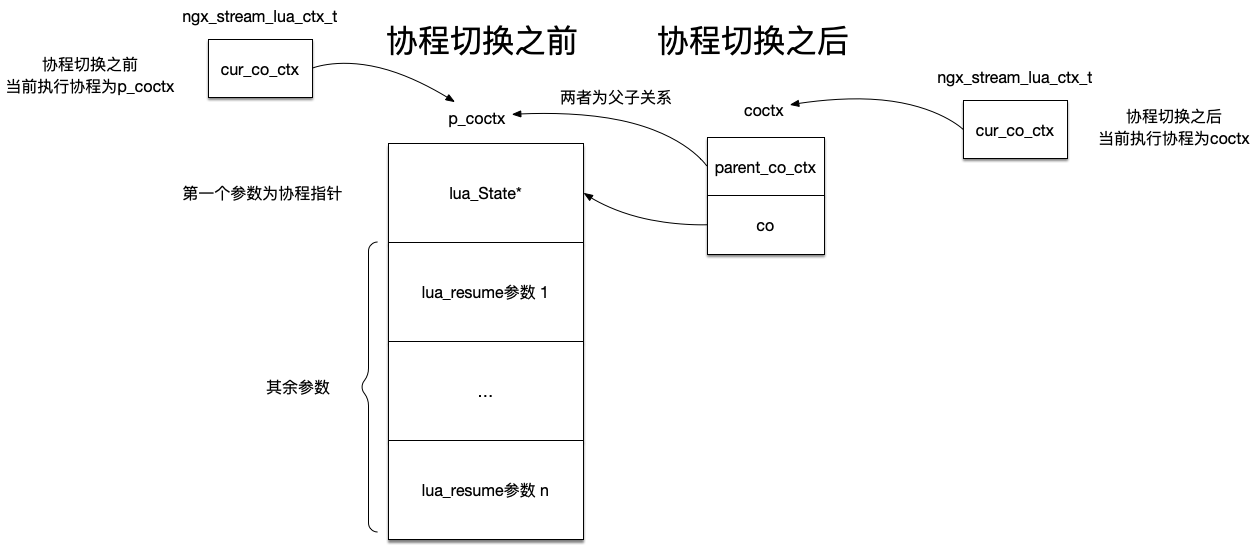 ngx_stream_lua_ctx_t
协程切换之前
协程切换之后
协程切换之前
当前执行协程为p_coctx
cur_co_ctx
两者为父子关系
p_coctx
coctx
ngx_stream_lua_ctx_t
cur_co_ctx
协程切换之后
当前执行协程为coctx
parent_co_ctx
第一个参数为协程指针
lua_State*
co
lua_resume参数 1
其余参数
...
lua_resume参数 n